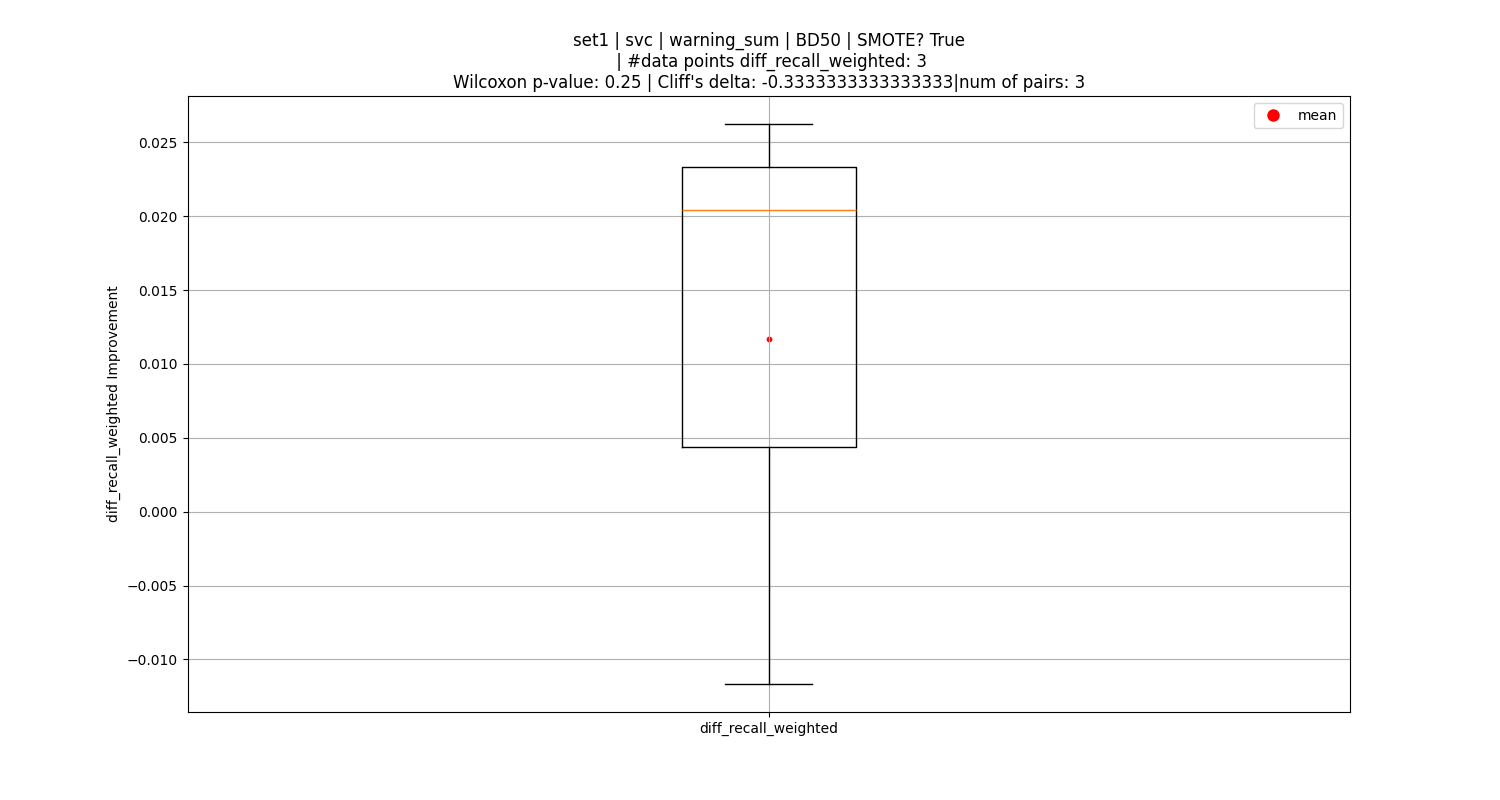 set1 | svc | warning_sum | BD50 | SMOTE? True
| #data points diff_recall_weighted: 3
Wilcoxon p-value: 0.25 | Cliff's delta: -0.3333333333333333|num of pairs: 3
mean
0.025
0.020
0.015
0.010
0.005
0.000
−0.005
−0.010
diff_recall_weighted Improvement
diff_recall_weighted